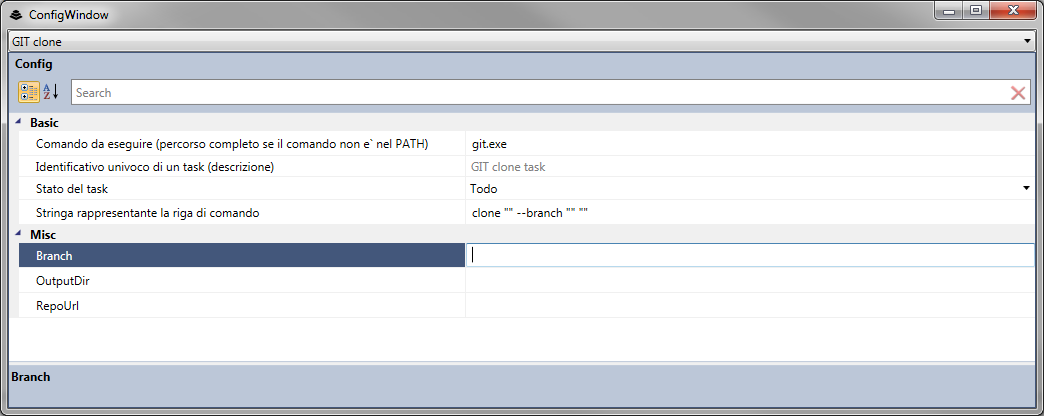 ConfigWindow
GIT clone
Config
A
Z
Search
Basic
Comando da eseguire (percorso completo se il comando non e` nel PATH) git.exe
Identificativo univoco di un task (descrizione) GIT clone task
Stato del task Todo
Stringa rappresentante la riga di comando clone "" --branch "" ""
Misc
Branch
OutputDir
RepoUrl
Branch